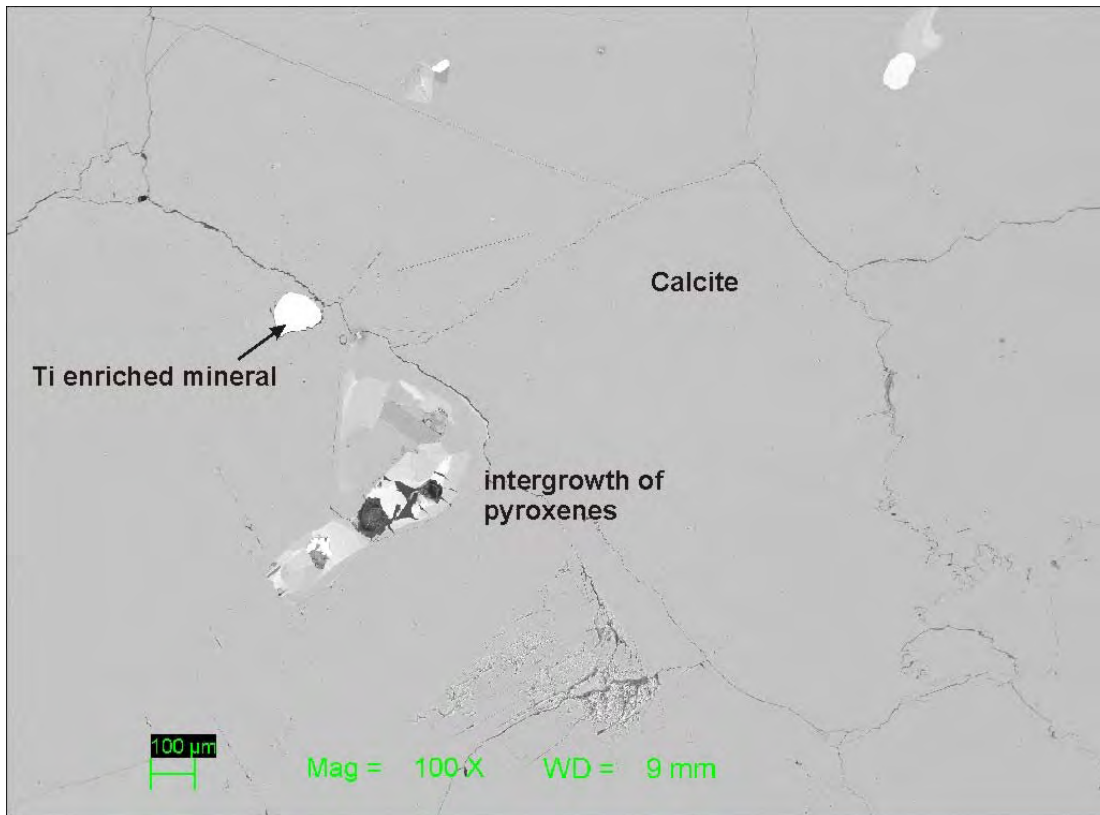 Calcite
Ti enriched mineral
intergrowth of
pyroxenes
100 µm
Mag = 100 X WD = 9 mm